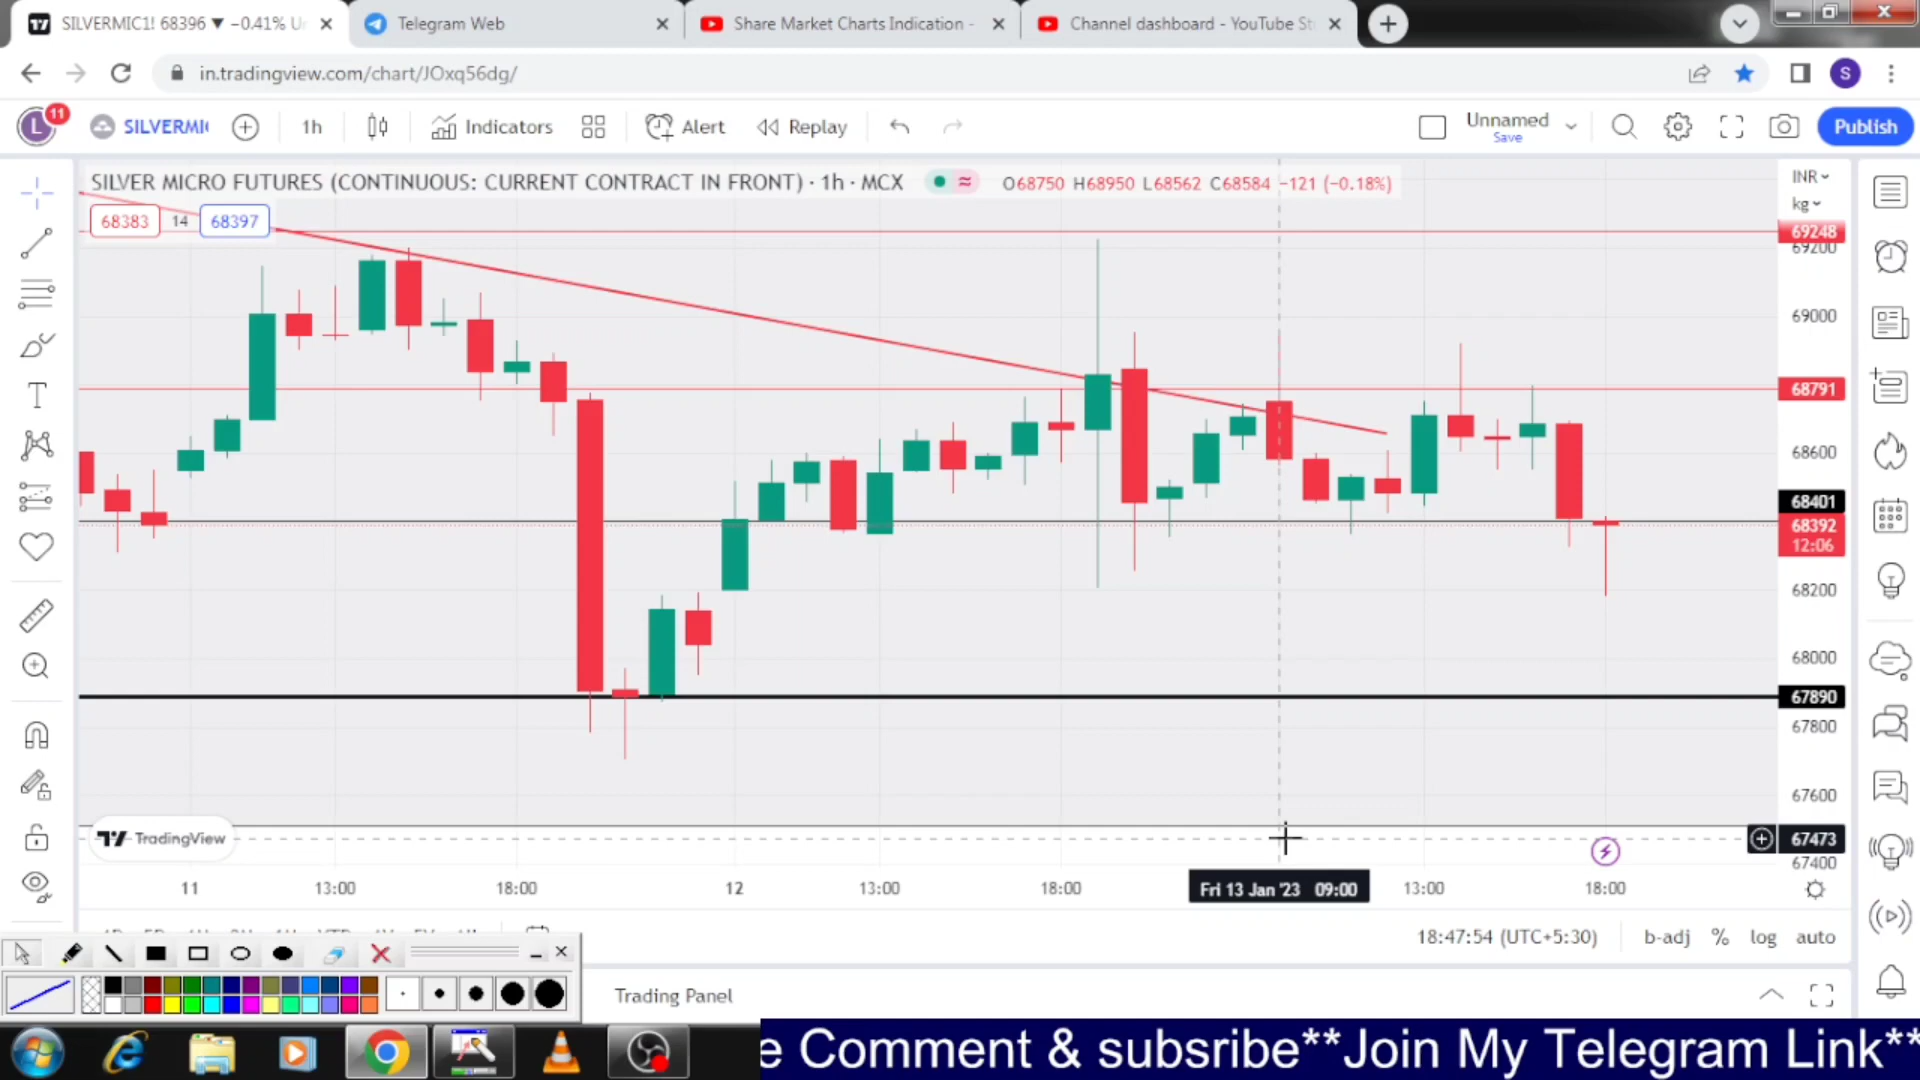 SILVERMIC1! 68396 ▼ −0.41% Un
Telegram Web
Share Market Charts Indication -
Channel dashboard - YouTube St
in.tradingview.com/chart/JOxq56dg/
S
L
11
SILVERMIC
1h
Indicators
Alert
Replay
Unnamed
Save
Publish
SILVER MICRO FUTURES (CONTINUOUS: CURRENT CONTRACT IN FRONT) · 1h · MCX
O68750 H68950 L68562 C68584 −121 (−0.18%)
INR
kg
68383
14
68397
69248
69200
69000
68791
68600
68401
68392
12:06
68200
68000
67890
67800
67600
TradingView
67473
67400
11
13:00
18:00
12
13:00
18:00
Fri 13 Jan '23 09:00
13:00
18:00
18:47:54 (UTC+5:30)
b-adj
%
log
auto
Trading Panel
e Comment & subsribe**Join My Telegram Link**